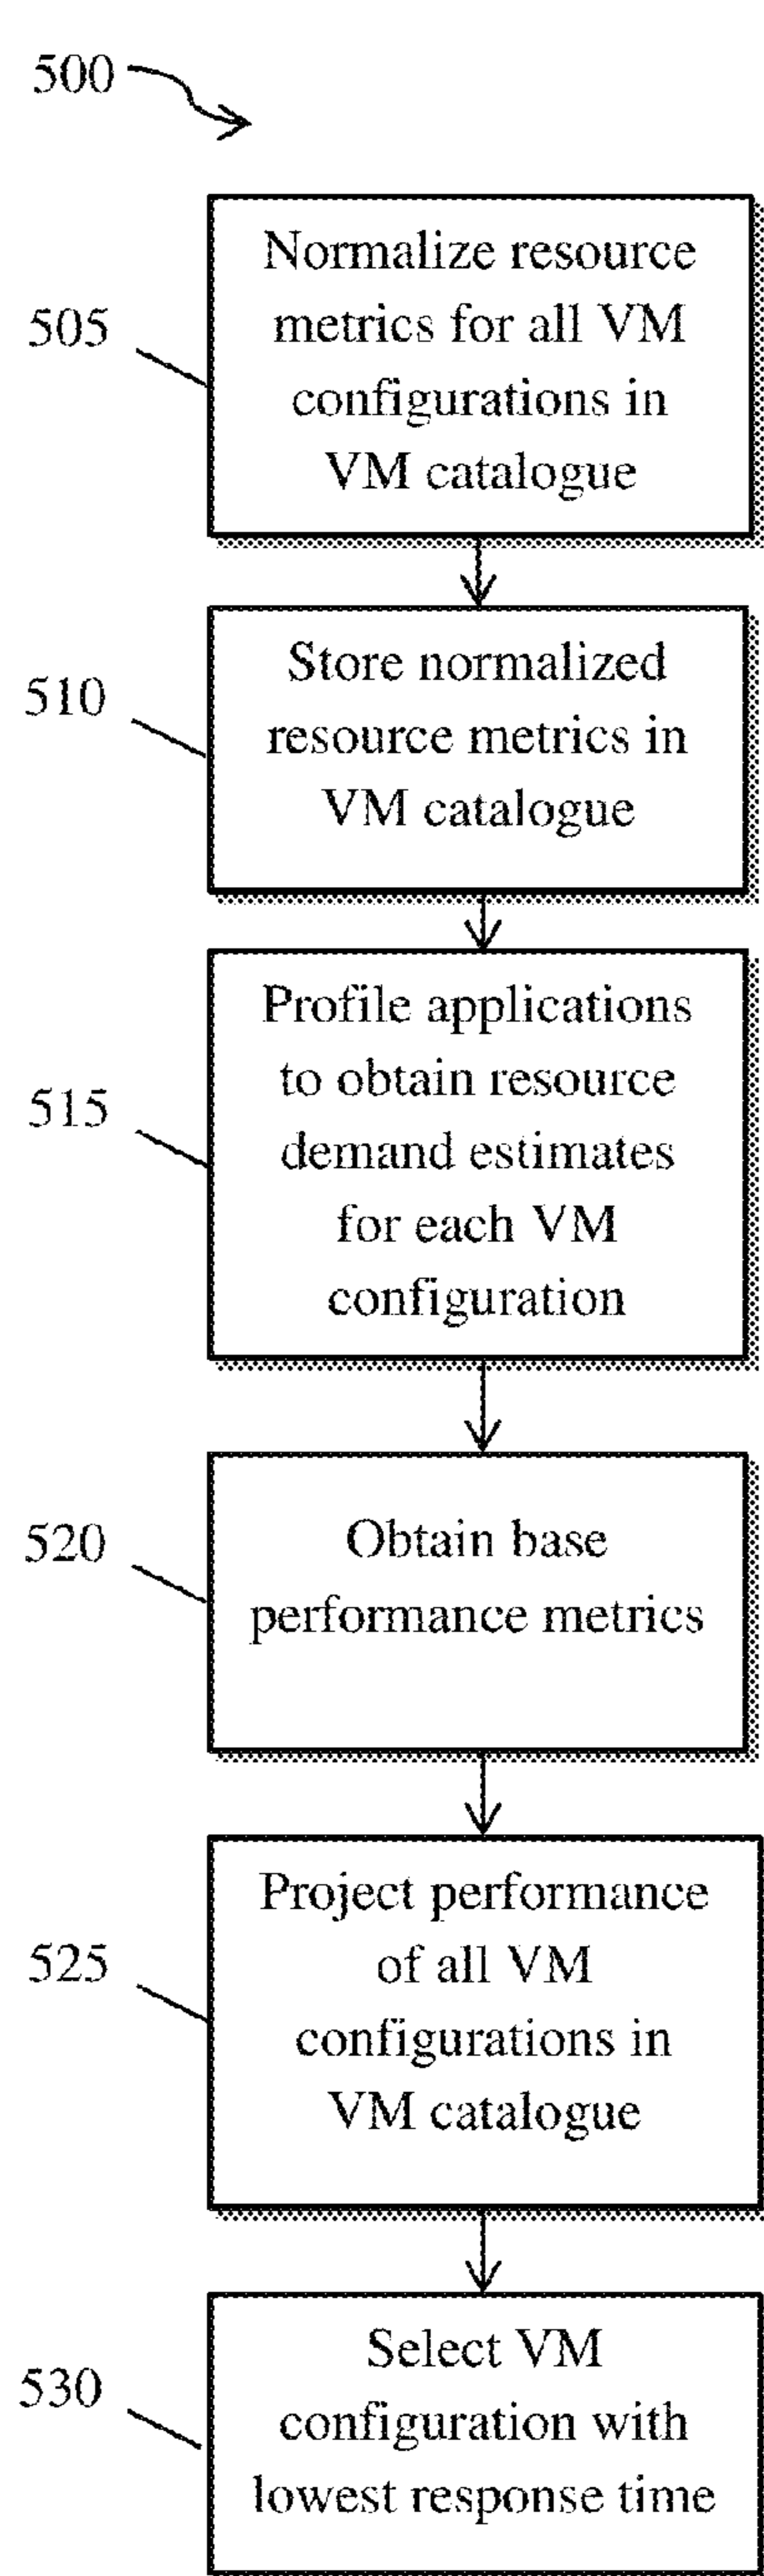 500
505
Normalize resource
metrics for all VM
configurations in
VM catalogue
510
Store normalized
resource metrics in
VM catalogue
515
Profile applications
to obtain resource
demand estimates
for each VM
configuration
520
Obtain base
performance metrics
525
Project performance
of all VM
configurations in
VM catalogue
530
Select VM
configuration with
lowest response time